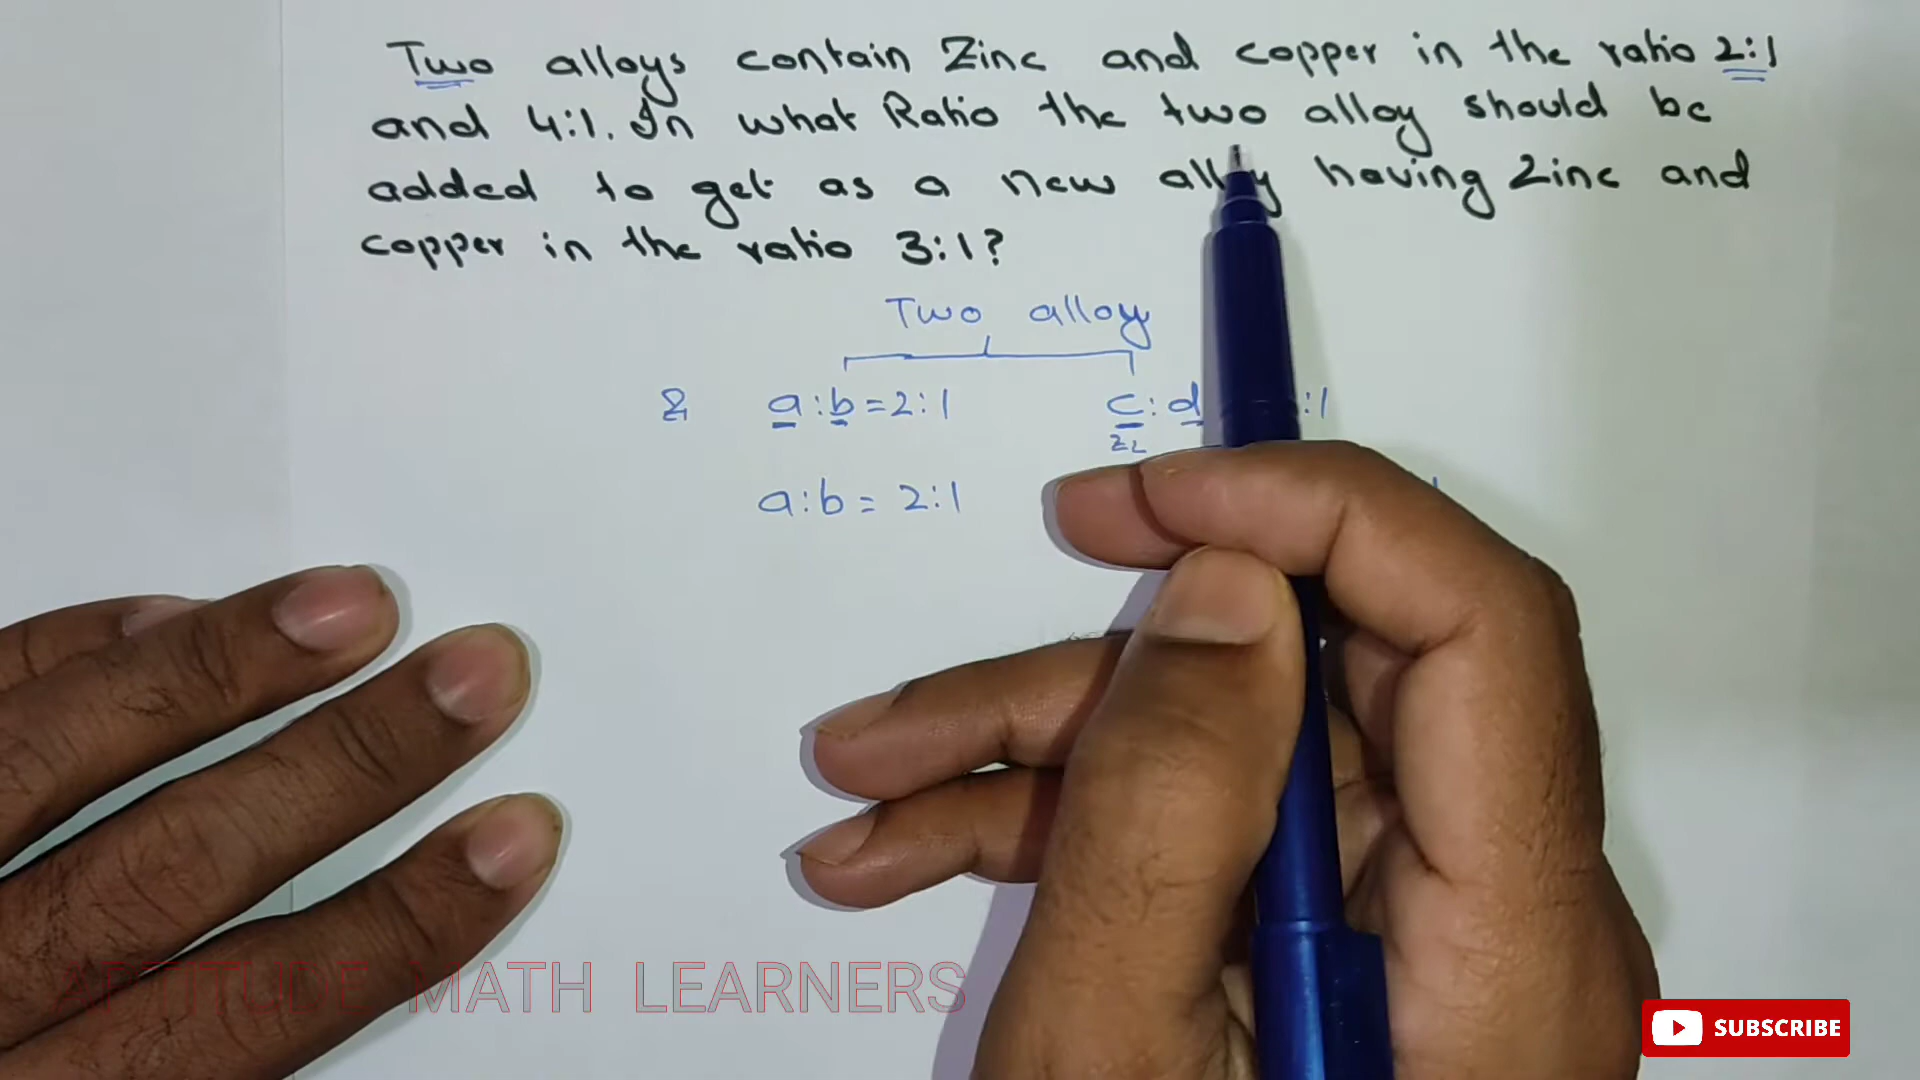 Two alloys contain Zinc and copper in the ratio 2:1
and 4:1. In what Ratio the two alloy should be
added to get as a new alloy having Zinc and
copper in the ratio 3:1?
Two alloy
& a:b=2:1 c:d :1
ZL
a:b= 2:1
APTITUDE MATH LEARNERS
SUBSCRIBE